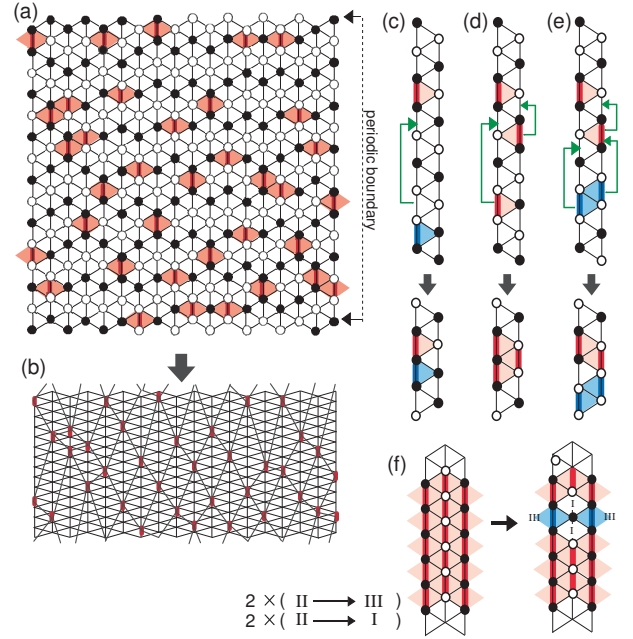 (a)
(c)
(d)
(e)
periodic boundary
(b)
(f)
I
III
III
I
2 ×( II → III )
2 ×( II → I )